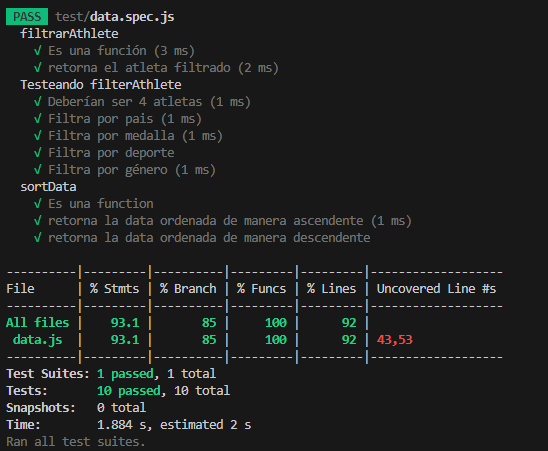 PASS test/data.spec.js
filtrarAthlete
√ Es una función (3 ms)
√ retorna el atleta filtrado (2 ms)
Testeando filterAthlete
√ Deberían ser 4 atletas (1 ms)
√ Filtra por pais (1 ms)
√ Filtra por medalla (1 ms)
√ Filtra por deporte
√ Filtra por género (1 ms)
sortData
√ Es una function
√ retorna la data ordenada de manera ascendente (1 ms)
√ retorna la data ordenada de manera descendente
----------|---------|----------|---------|---------|-------------------
File      | % Stmts | % Branch | % Funcs | % Lines | Uncovered Line #s
----------|---------|----------|---------|---------|-------------------
All files |    93.1 |       85 |     100 |      92 |
 data.js  |    93.1 |       85 |     100 |      92 | 43,53
----------|---------|----------|---------|---------|-------------------
Test Suites: 1 passed, 1 total
Tests:       10 passed, 10 total
Snapshots:   0 total
Time:        1.884 s, estimated 2 s
Ran all test suites.